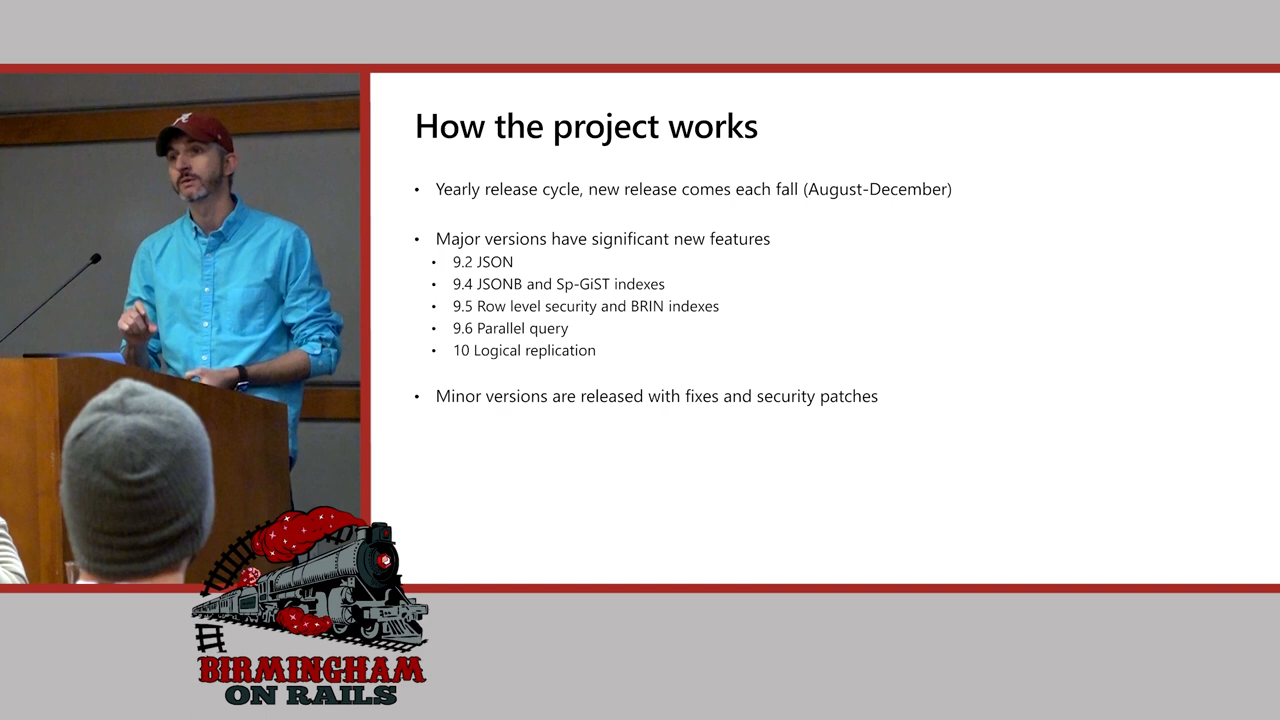 How the project works
• Yearly release cycle, new release comes each fall (August-December)
• Major versions have significant new features
• 9.2 JSON
• 9.4 JSONB and Sp-GiST indexes
• 9.5 Row level security and BRIN indexes
• 9.6 Parallel query
• 10 Logical replication
• Minor versions are released with fixes and security patches
BIRMINGHAM
ON RAILS